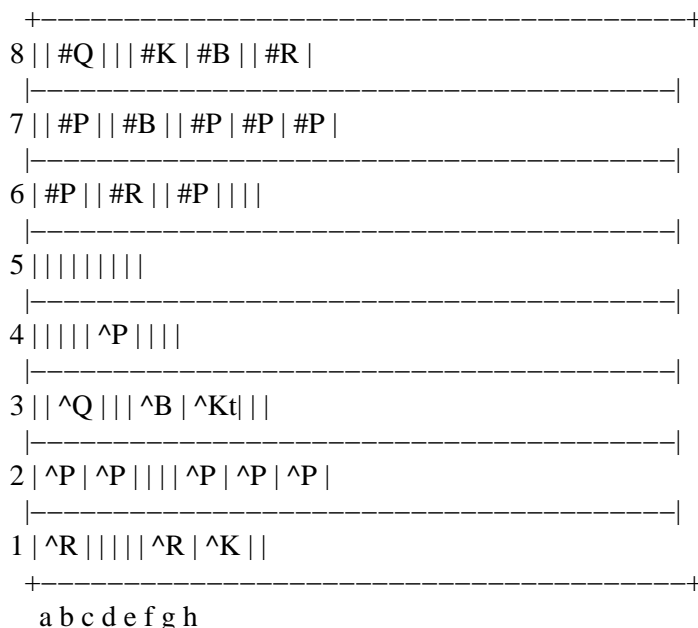 +−−−−−−−−−−−−−−−−−−−−−−−−−−−−−−−−−−−−−−−+
8 | | #Q | | | #K | #B | | #R |
|−−−−−−−−−−−−−−−−−−−−−−−−−−−−−−−−−−−−−−−|
7 | | #P | | #B | | #P | #P | #P |
|−−−−−−−−−−−−−−−−−−−−−−−−−−−−−−−−−−−−−−−|
6 | #P | | #R | | #P | | | |
|−−−−−−−−−−−−−−−−−−−−−−−−−−−−−−−−−−−−−−−|
5 | | | | | | | | |
|−−−−−−−−−−−−−−−−−−−−−−−−−−−−−−−−−−−−−−−|
4 | | | | | ^P | | | |
|−−−−−−−−−−−−−−−−−−−−−−−−−−−−−−−−−−−−−−−|
3 | | ^Q | | | ^B | ^Kt| | |
|−−−−−−−−−−−−−−−−−−−−−−−−−−−−−−−−−−−−−−−|
2 | ^P | ^P | | | | ^P | ^P | ^P |
|−−−−−−−−−−−−−−−−−−−−−−−−−−−−−−−−−−−−−−−|
1 | ^R | | | | | ^R | ^K | |
+−−−−−−−−−−−−−−−−−−−−−−−−−−−−−−−−−−−−−−−+
a b c d e f g h